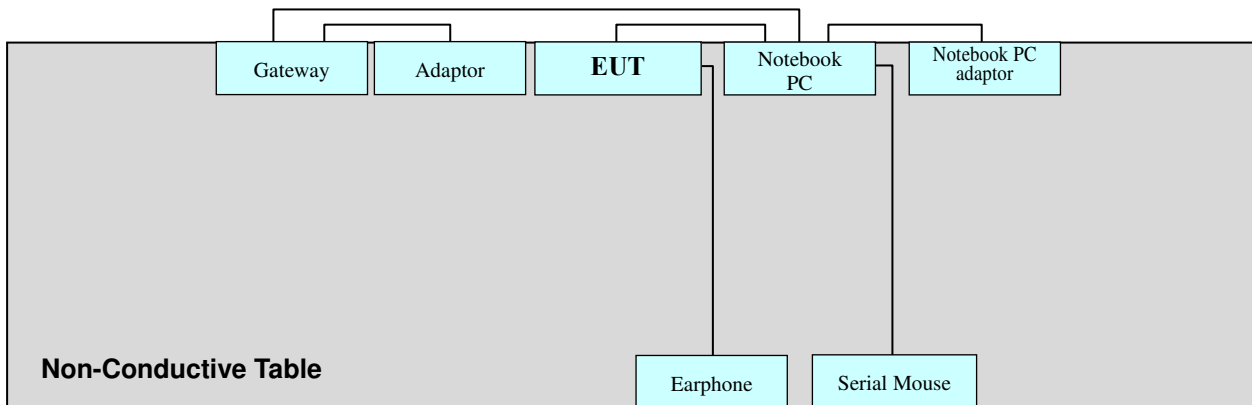 Gateway
Adaptor
EUT
Notebook
PC
Notebook PC
adaptor
Non-Conductive Table
Earphone
Serial Mouse